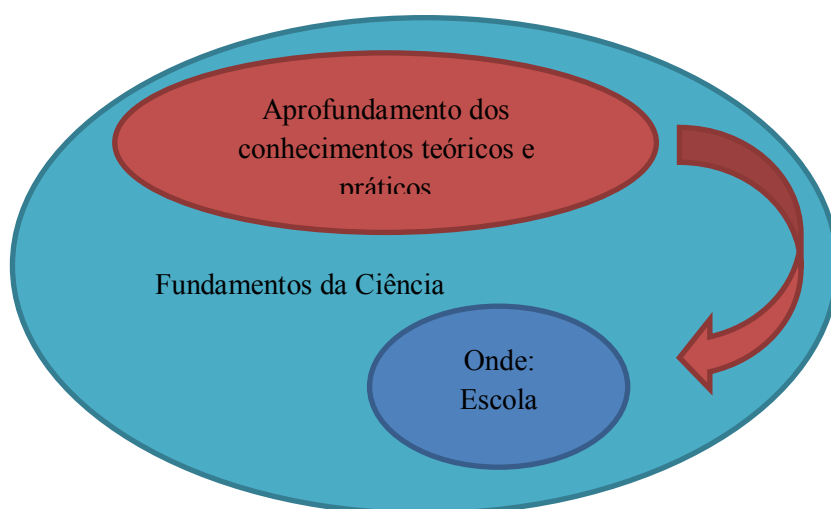 Aprofundamento dos
conhecimentos teóricos e
práticos
Fundamentos da Ciência
Onde:
Escola